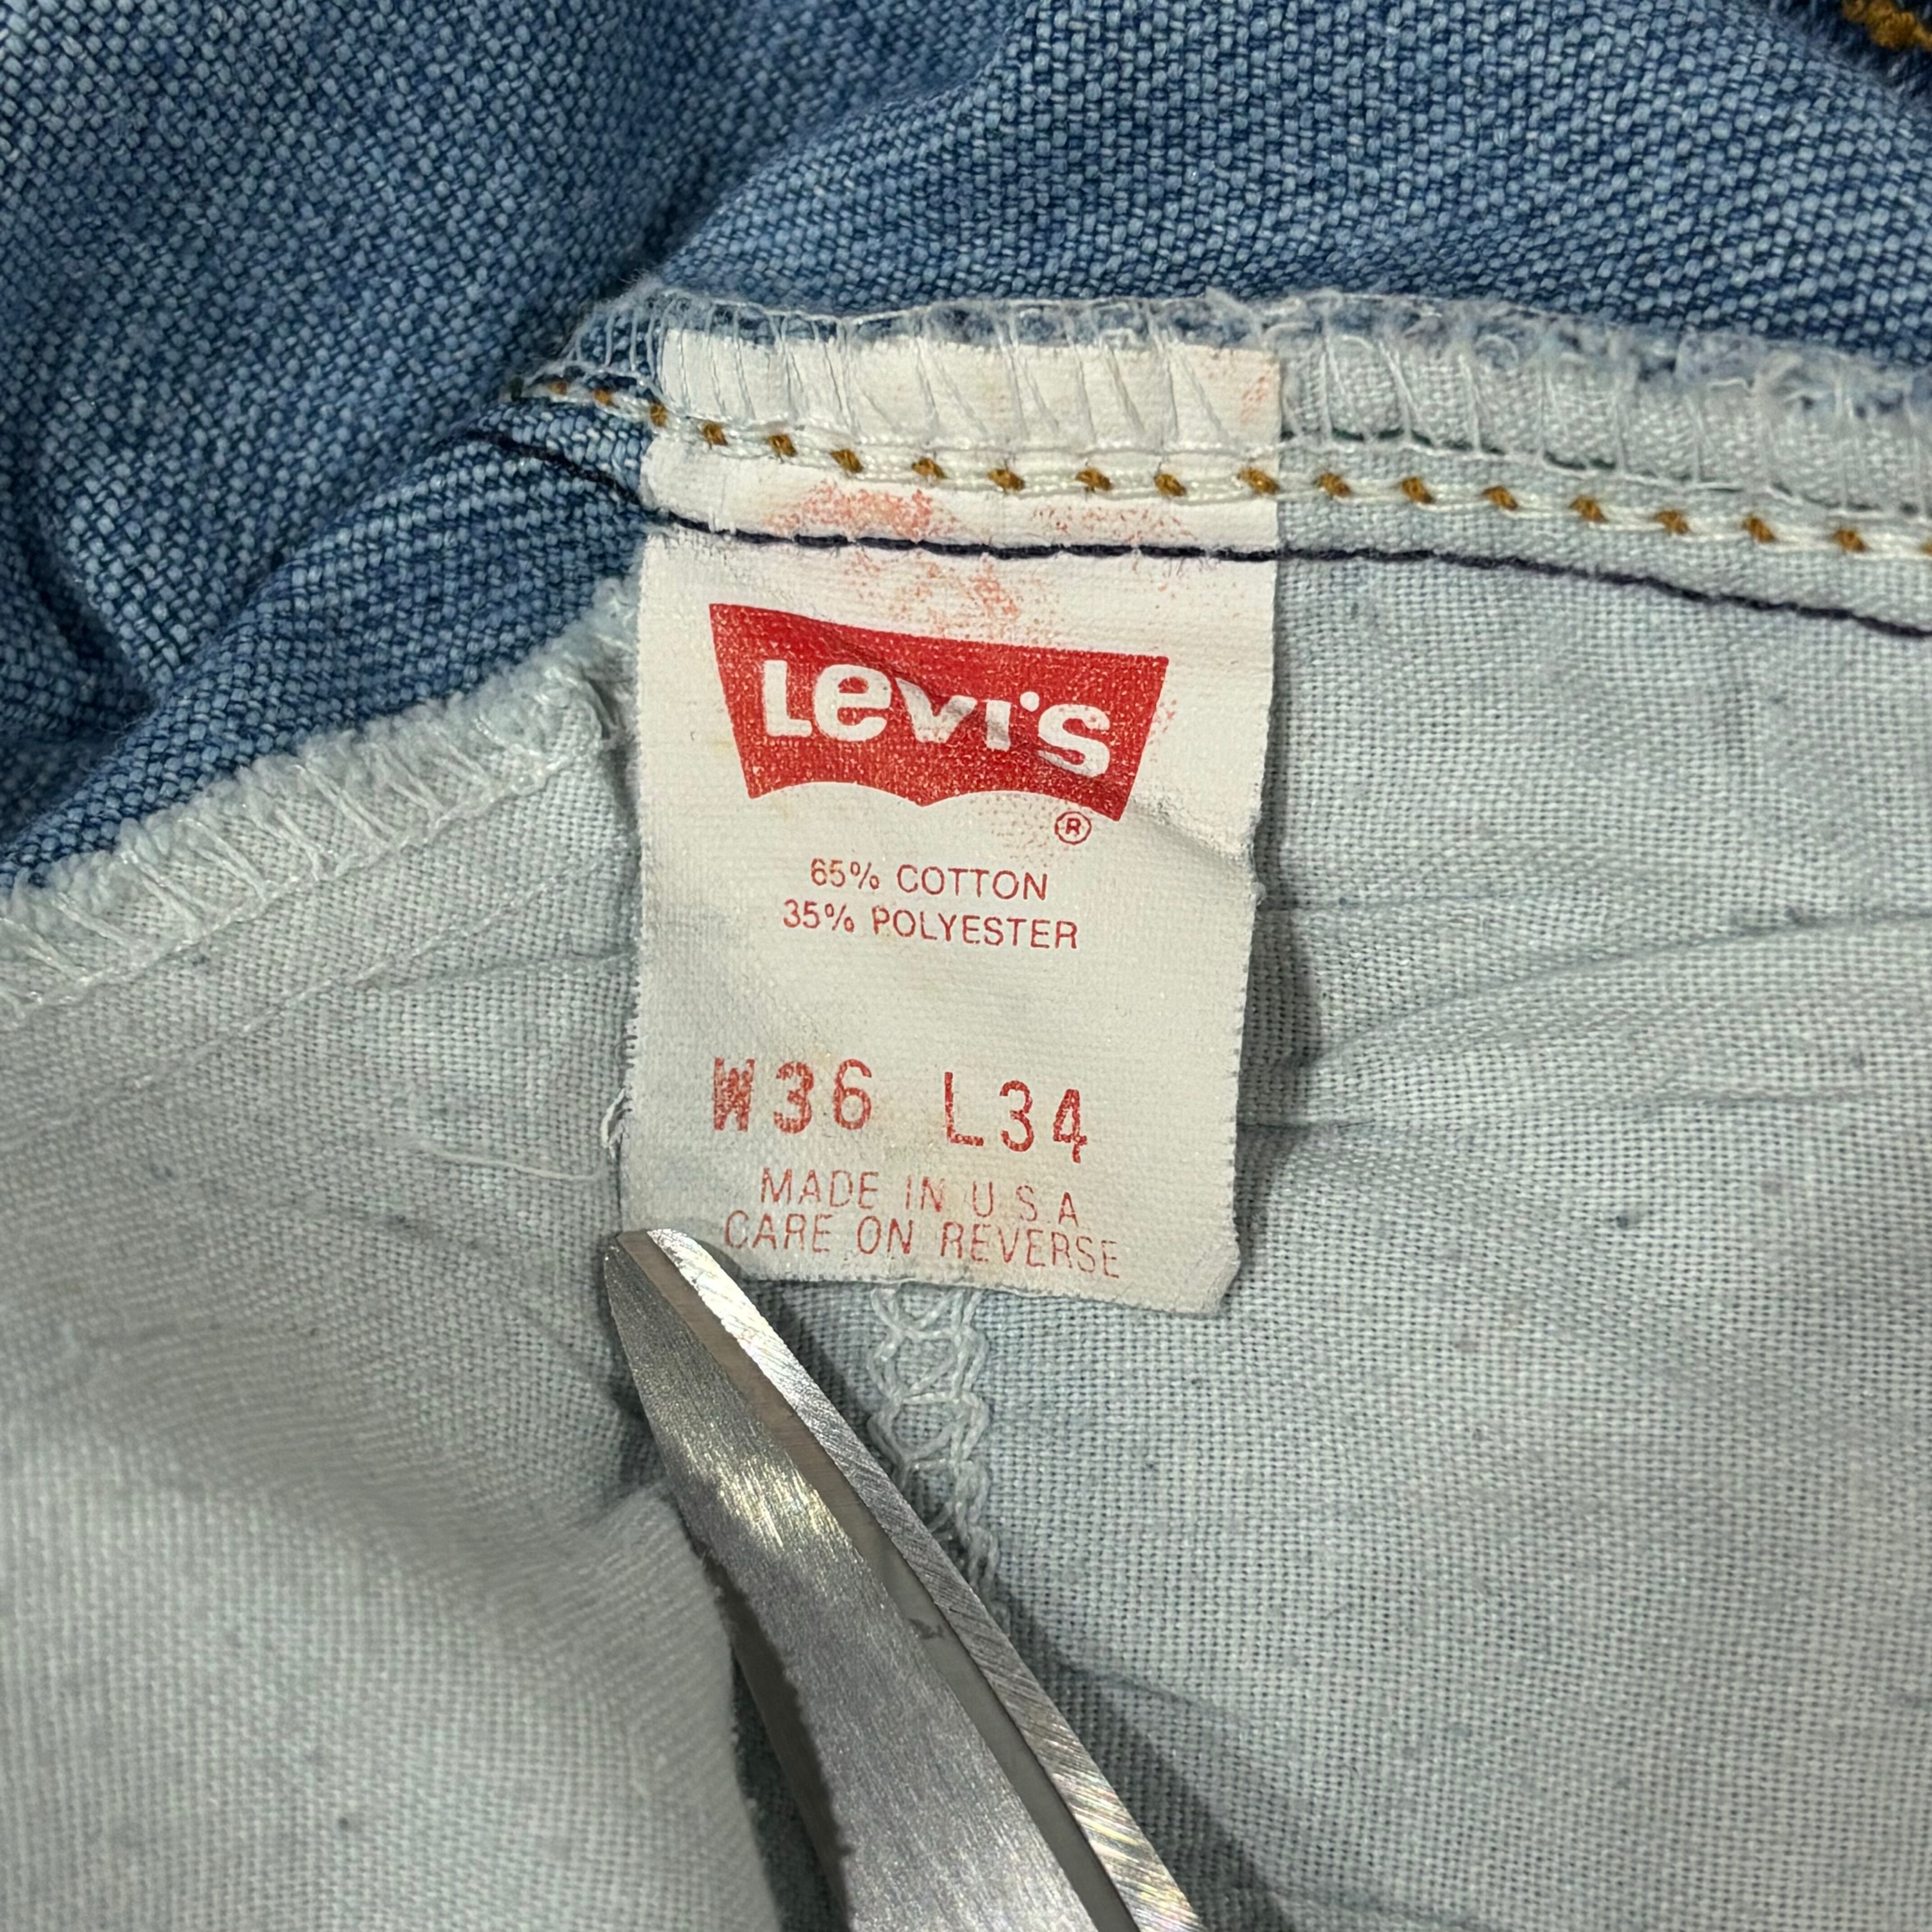 Levi's
®
65% COTTON
35% POLYESTER
W36 L34
MADE IN U.S.A
CARE ON REVERSE